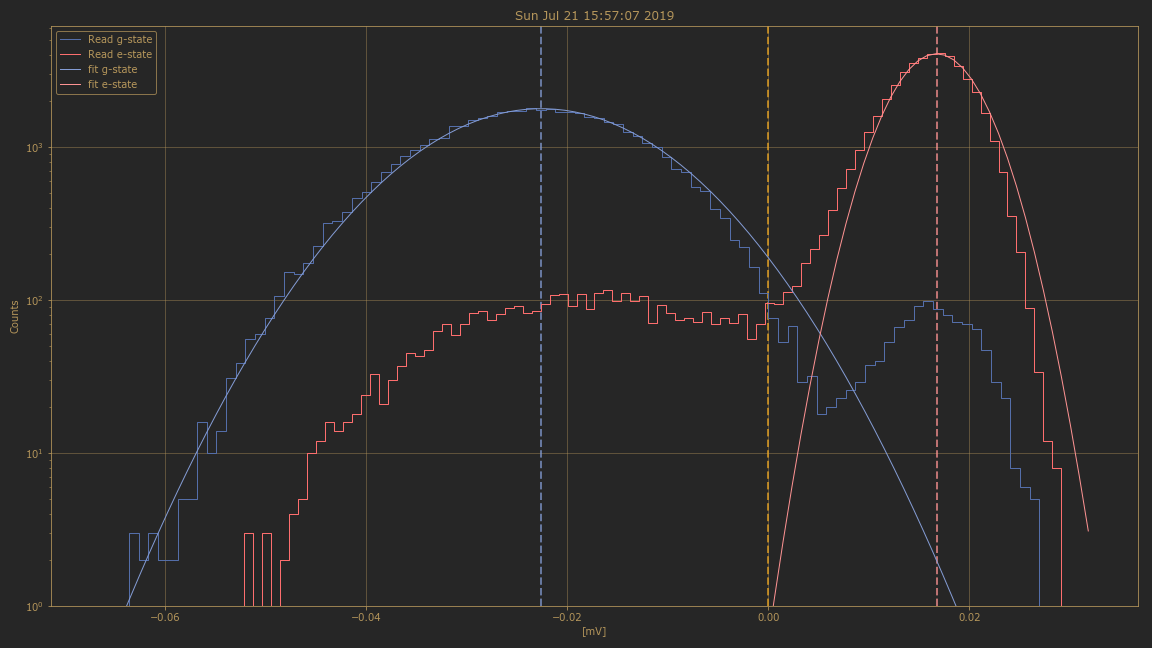 Sun Jul 21 15:57:07 2019
Read g-state
Read e-state
fit g-state
fit e-state
Counts
10³
10²
10¹
10⁰
−0.06
−0.04
−0.02
0.00
0.02
[mV]